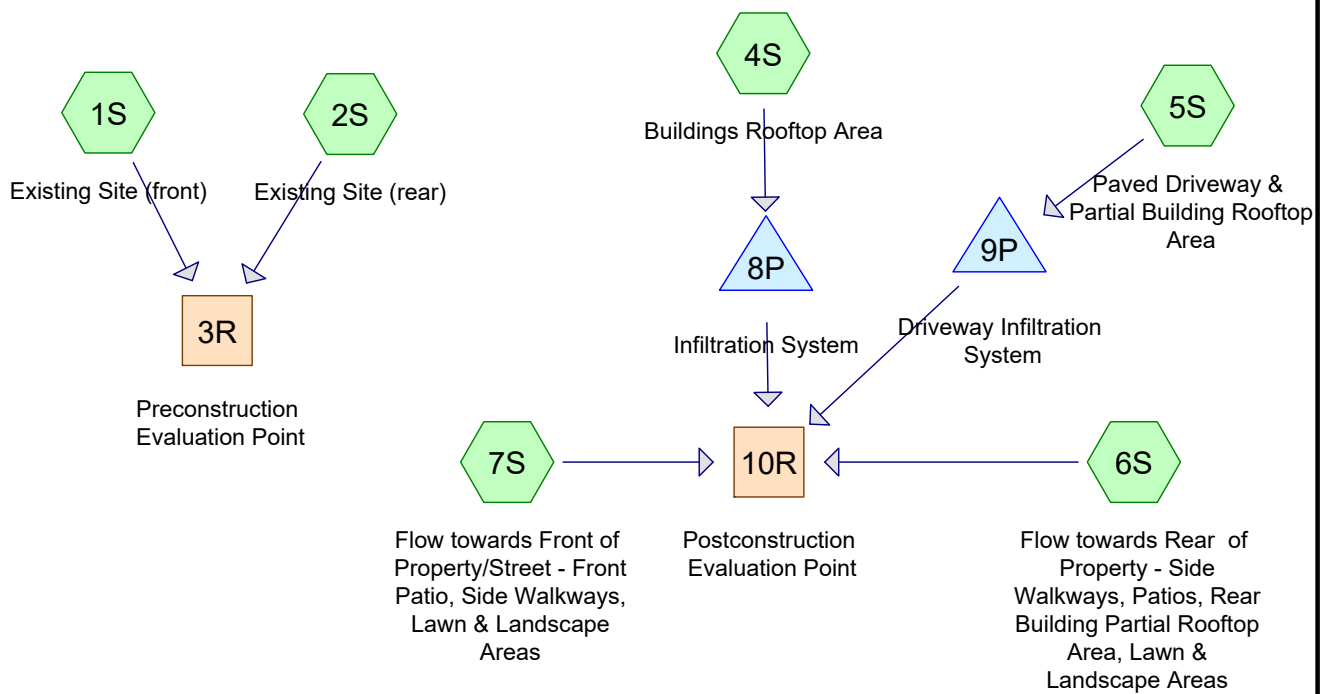 4S
1S
2S
5S
Buildings Rooftop Area
Existing Site (front)
Existing Site (rear)
Paved Driveway &
Partial Building Rooftop
Area
8P
9P
3R
Infiltration System
Driveway Infiltration
System
Preconstruction
Evaluation Point
7S
10R
6S
Flow towards Front of
Property/Street - Front
Patio, Side Walkways,
Lawn & Landscape
Areas
Postconstruction
Evaluation Point
Flow towards Rear of
Property - Side
Walkways, Patios, Rear
Building Partial Rooftop
Area, Lawn &
Landscape Areas